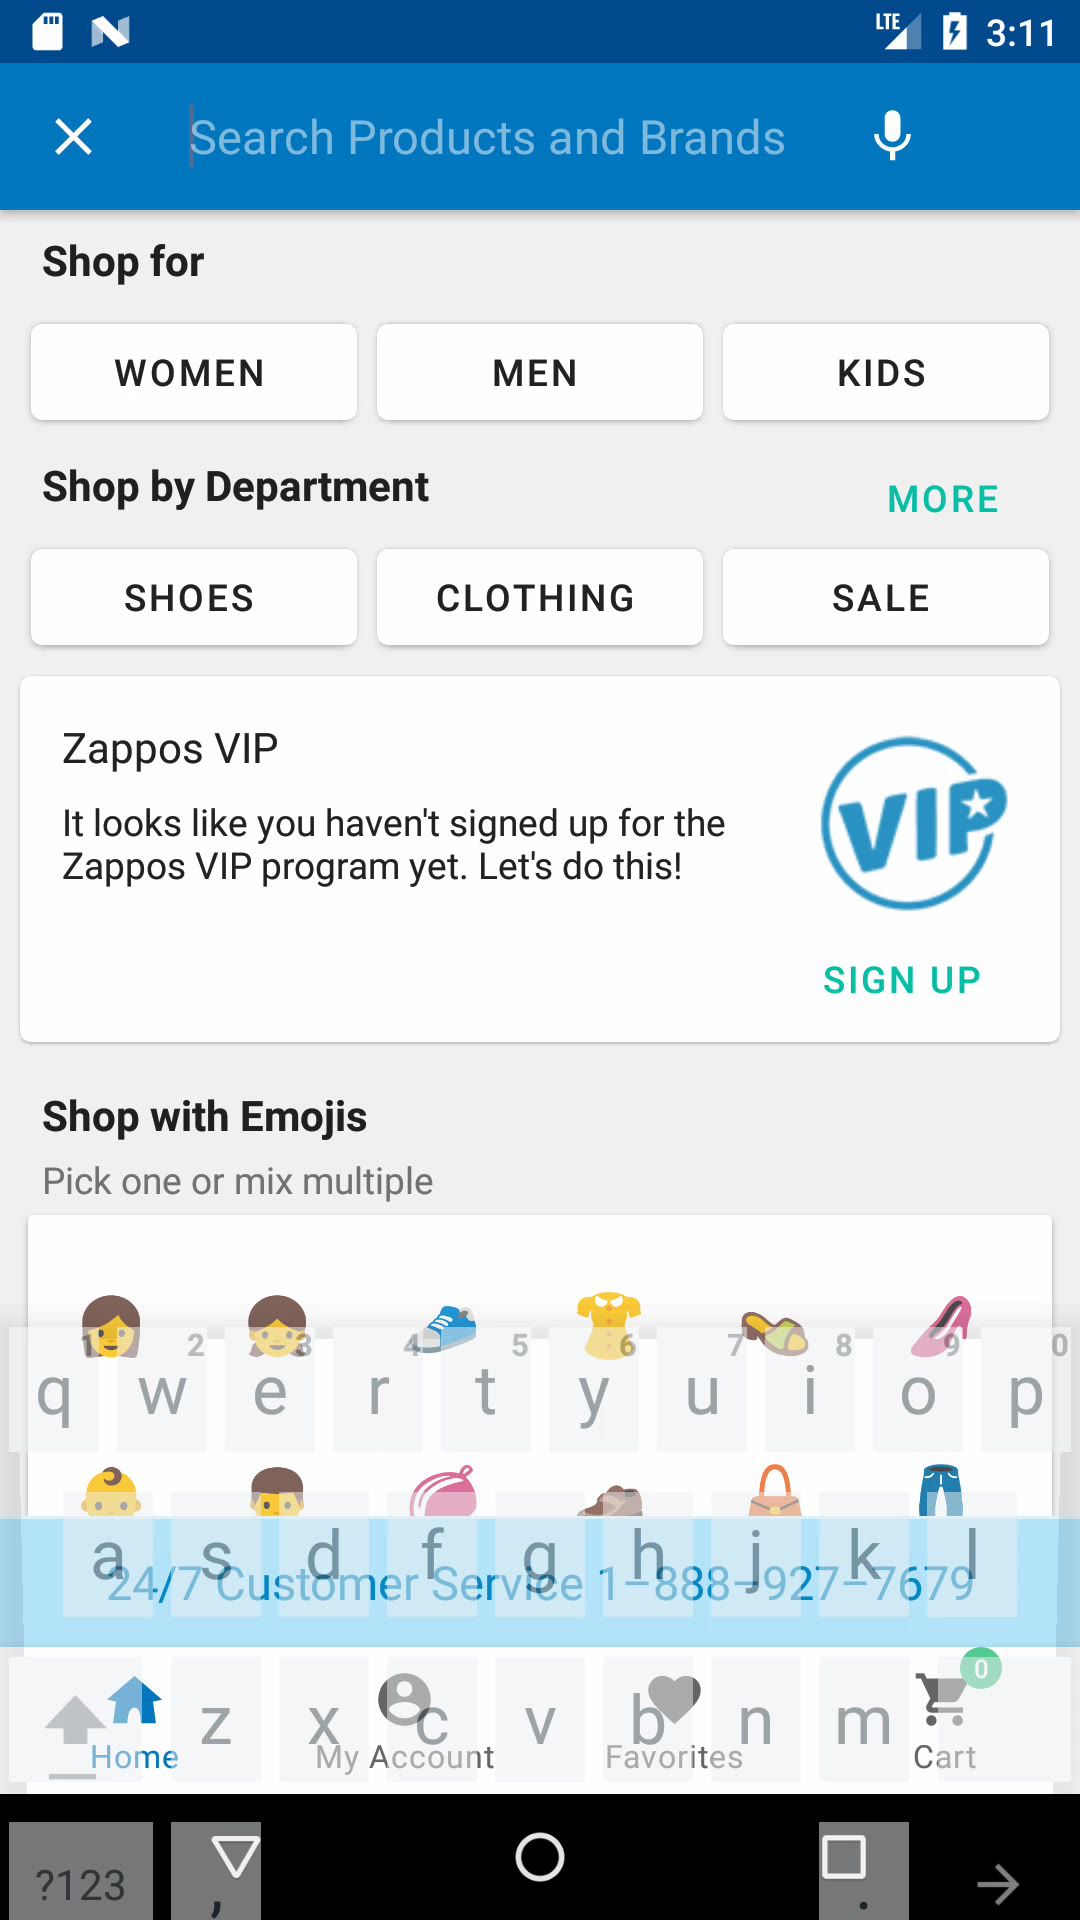 LTE 3:11
Search Products and Brands
Shop for
WOMEN MEN KIDS
Shop by Department MORE
SHOES CLOTHING SALE
Zappos VIP
It looks like you haven't signed up for the
Zappos VIP program yet. Let's do this!
VIP
SIGN UP
Shop with Emojis
Pick one or mix multiple
1 2 3 4 5 6 7 8 9 0
q w e r t y u i o p
a s d f g h j k l
24/7 Customer Service 1-888-927-7679
0
z x c v b n m
Home My Account Favorites Cart
?123 , .